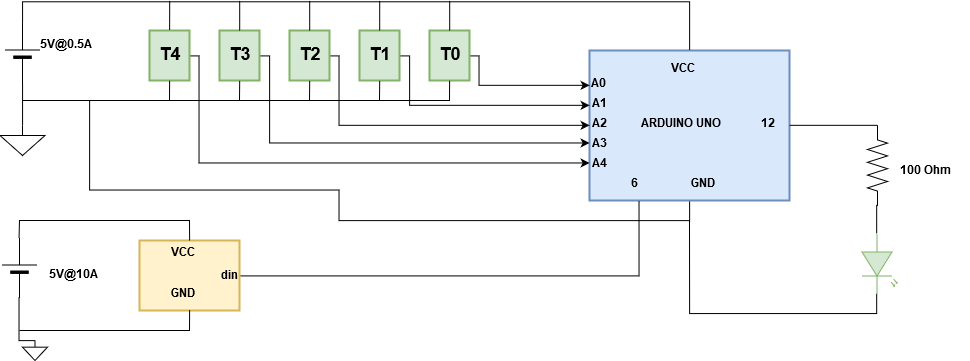 5V@0.5A
T4
T3
T2
T1
T0
VCC
A0
A1
A2
A3
A4
ARDUINO UNO
12
6
GND
100 Ohm
5V@10A
VCC
din
GND